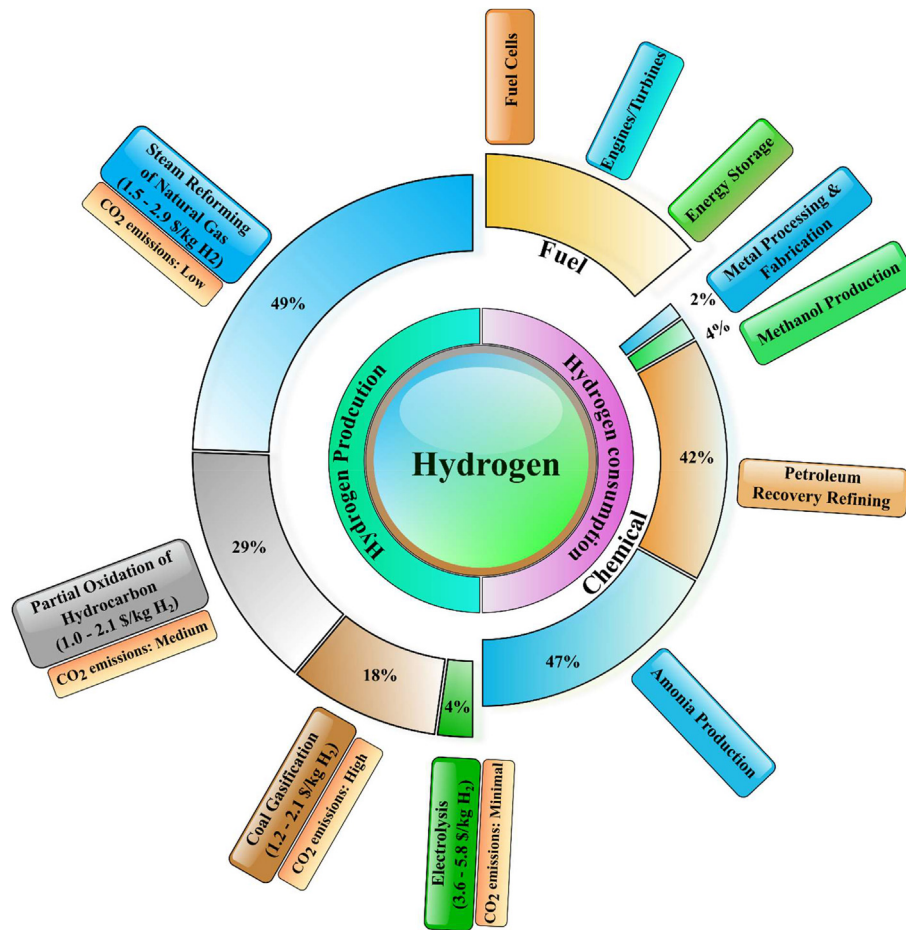 Fuel Cells
Engines/Turbines
Energy Storage
Metal Processing &
Fabrication
Methanol Production
Steam Reforming
of Natural Gas
(1.5 - 2.9 $/kg H2)
CO2 emissions: Low
Fuel
2%
4%
49%
Hydrogen Prodcution
Hydrogen consumption
Hydrogen
42%
Petroleum
Recovery Refining
Chemical
29%
Partial Oxidation of
Hydrocarbon
(1.0 - 2.1 $/kg H2)
CO2 emissions: Medium
18%
4%
47%
Amonia Production
Coal Gasification
(1.2 - 2.1 $/kg H2)
CO2 emissions: High
Electrolysis
(3.6 - 5.8 $/kg H2)
CO2 emissions: Minimal